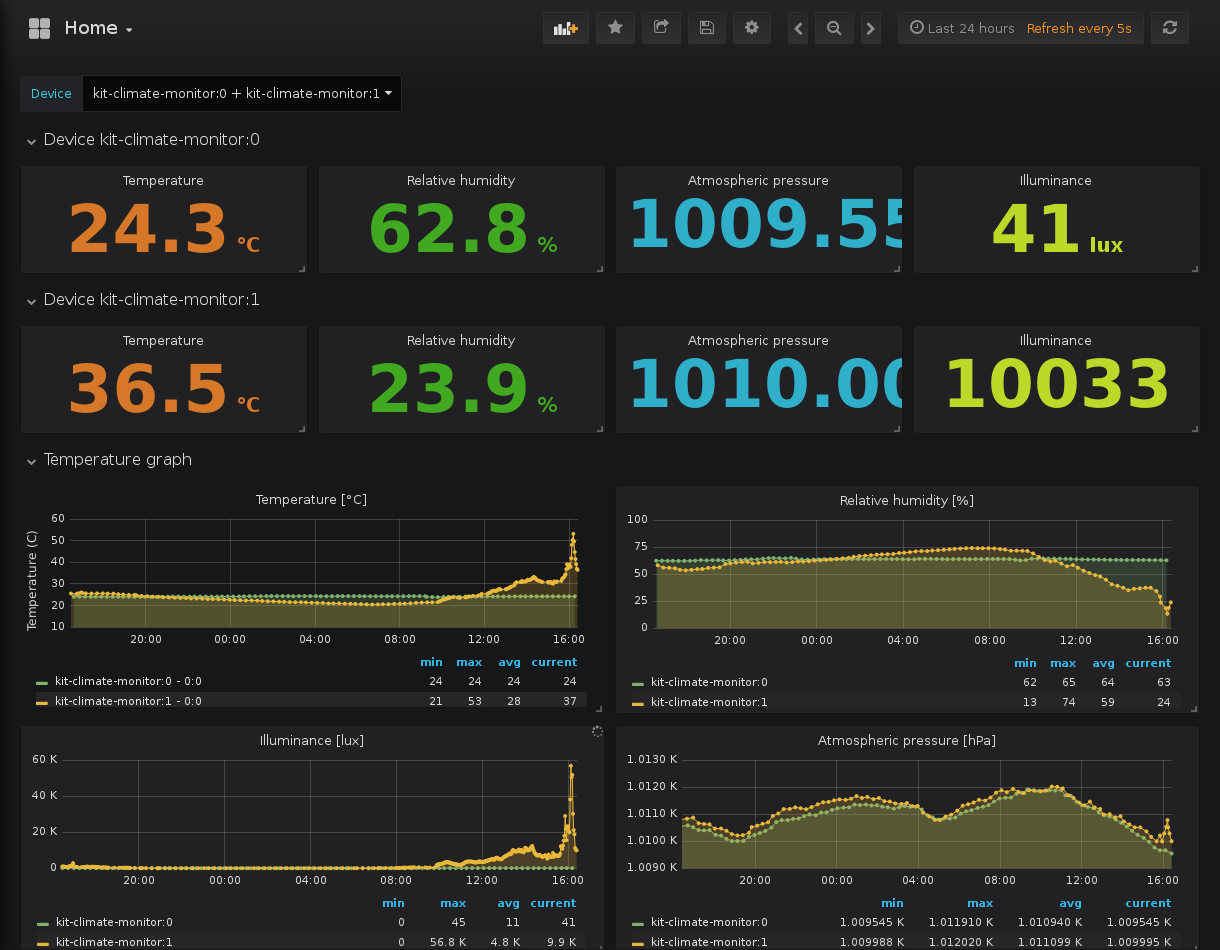 Home
Last 24 hours Refresh every 5s
Device kit-climate-monitor:0 + kit-climate-monitor:1
Device kit-climate-monitor:0
Temperature Relative humidity Atmospheric pressure Illuminance
24.3 °C 62.8 % 1009.55 41 lux
Device kit-climate-monitor:1
Temperature Relative humidity Atmospheric pressure Illuminance
36.5 °C 23.9 % 1010.00 10033
Temperature graph
Temperature [°C]
Temperature (C)
60
50
40
30
20
10
20:00 00:00 04:00 08:00 12:00 16:00
min max avg current
kit-climate-monitor:0 - 0:0 24 24 24 24
kit-climate-monitor:1 - 0:0 21 53 28 37
Relative humidity [%]
100
75
50
25
0
20:00 00:00 04:00 08:00 12:00 16:00
min max avg current
kit-climate-monitor:0 62 65 64 63
kit-climate-monitor:1 13 74 59 24
Illuminance [lux]
60 K
40 K
20 K
0
20:00 00:00 04:00 08:00 12:00 16:00
min max avg current
kit-climate-monitor:0 0 45 11 41
kit-climate-monitor:1 0 56.8 K 4.8 K 9.9 K
Atmospheric pressure [hPa]
1.0130 K
1.0120 K
1.0110 K
1.0100 K
1.0090 K
20:00 00:00 04:00 08:00 12:00 16:00
min max avg current
kit-climate-monitor:0 1.009545 K 1.011910 K 1.010940 K 1.009545 K
kit-climate-monitor:1 1.009988 K 1.012020 K 1.011099 K 1.009995 K